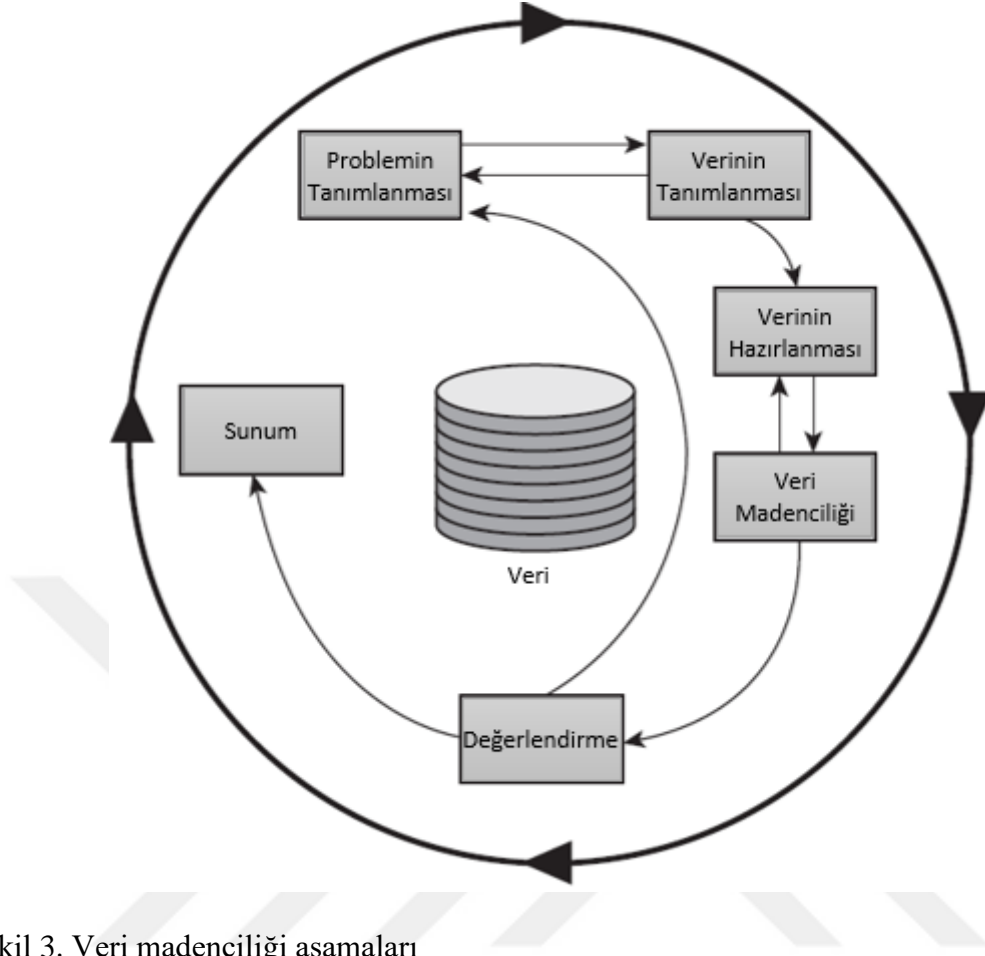 Problemin
Tanımlanması
Verinin
Tanımlanması
Verinin
Hazırlanması
Veri
Madenciliği
Değerlendirme
Sunum
Veri
kil 3. Veri madenciliği aşamaları